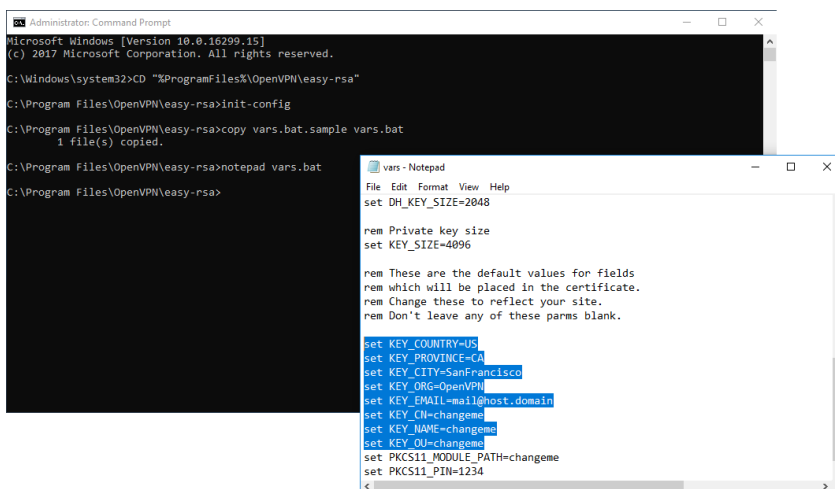 Administrator: Command Prompt
Microsoft Windows [Version 10.0.16299.15]
(c) 2017 Microsoft Corporation. All rights reserved.
C:\Windows\system32>CD "%ProgramFiles%\OpenVPN\easy-rsa"
C:\Program Files\OpenVPN\easy-rsa>init-config
C:\Program Files\OpenVPN\easy-rsa>copy vars.bat.sample vars.bat
1 file(s) copied.
C:\Program Files\OpenVPN\easy-rsa>notepad vars.bat
C:\Program Files\OpenVPN\easy-rsa>
vars - Notepad
File Edit Format View Help
set DH_KEY_SIZE=2048
rem Private key size
set KEY_SIZE=4096
rem These are the default values for fields
rem which will be placed in the certificate.
rem Change these to reflect your site.
rem Don't leave any of these parms blank.
set KEY_COUNTRY=US
set KEY_PROVINCE=CA
set KEY_CITY=SanFrancisco
set KEY_ORG=OpenVPN
set KEY_EMAIL=mail@host.domain
set KEY_CN=changeme
set KEY_NAME=changeme
set KEY_OU=changeme
set PKCS11_MODULE_PATH=changeme
set PKCS11_PIN=1234